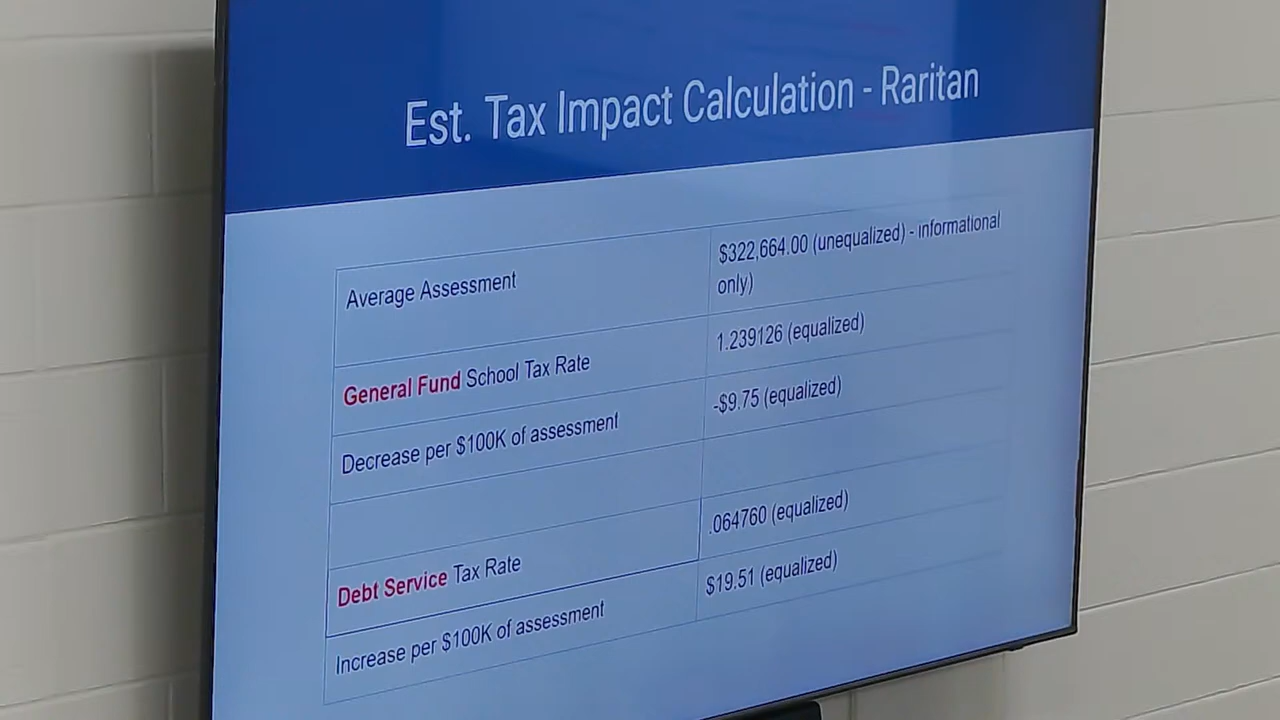 Est. Tax Impact Calculation - Raritan
Average Assessment
$322,664.00 (unequalized) - informational
only)
General Fund School Tax Rate
1.239126 (equalized)
Decrease per $100K of assessment
-$9.75 (equalized)
Debt Service Tax Rate
.064760 (equalized)
Increase per $100K of assessment
$19.51 (equalized)